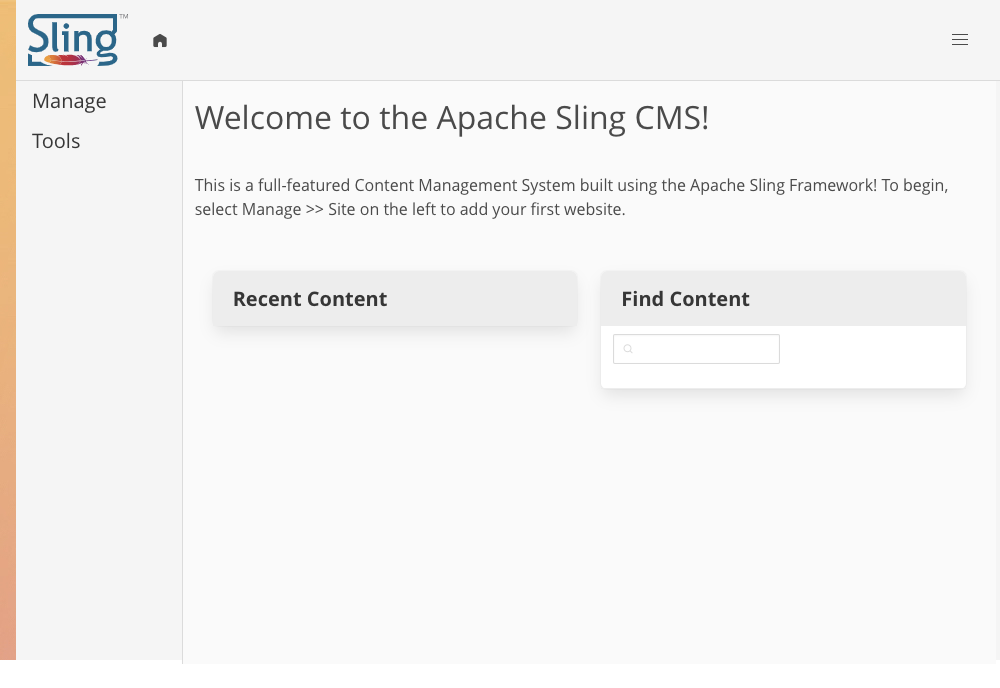 Sling™
Manage
Tools
Welcome to the Apache Sling CMS!
This is a full-featured Content Management System built using the Apache Sling Framework! To begin,
select Manage >> Site on the left to add your first website.
Recent Content
Find Content